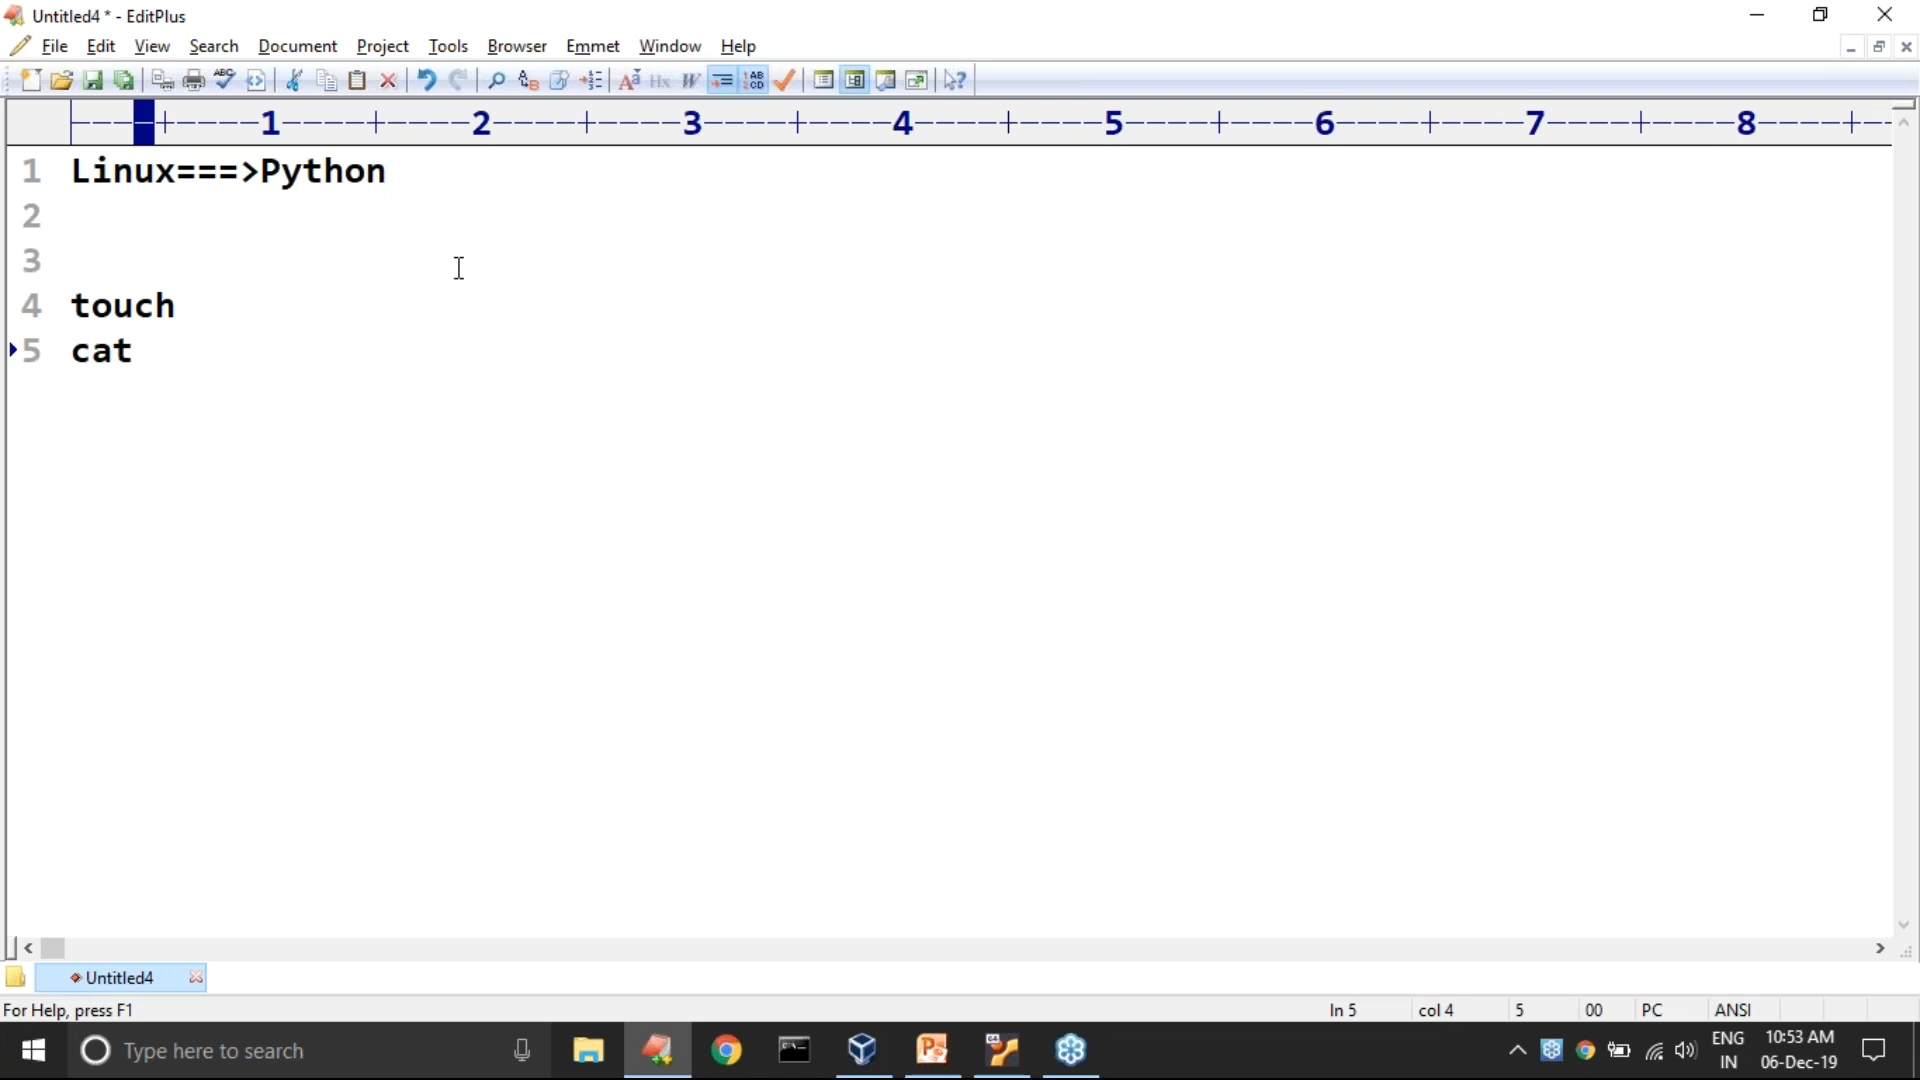 Untitled4 * - EditPlus
File Edit View Search Document Project Tools Browser Emmet Window Help
1 2 3 4 5 6 7 8
1 Linux===>Python
2
3
4 touch
5 cat
Untitled4
For Help, press F1 ln 5 col 4 5 00 PC ANSI
Type here to search ENG 10:53 AM
IN 06-Dec-19